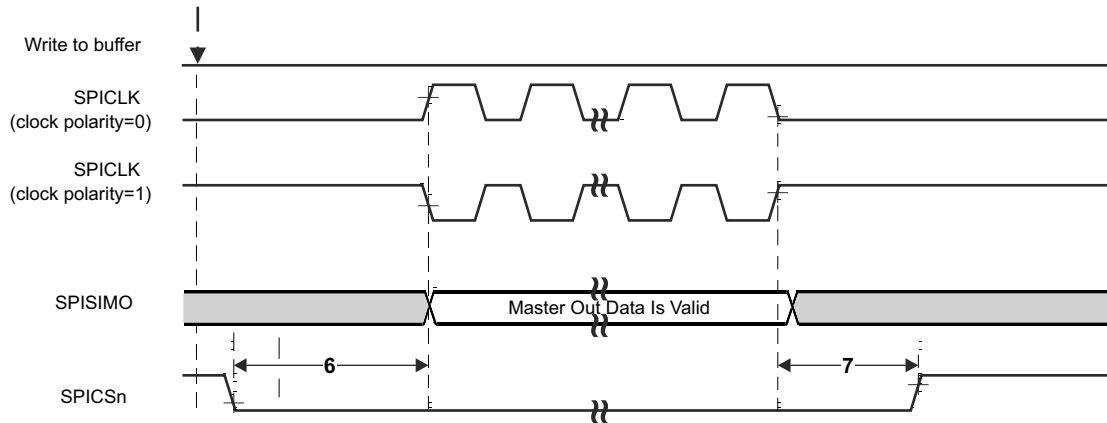 Write to buffer
SPICLK
(clock polarity=0)
SPICLK
(clock polarity=1)
SPISIMO
Master Out Data Is Valid
6
7
SPICSn